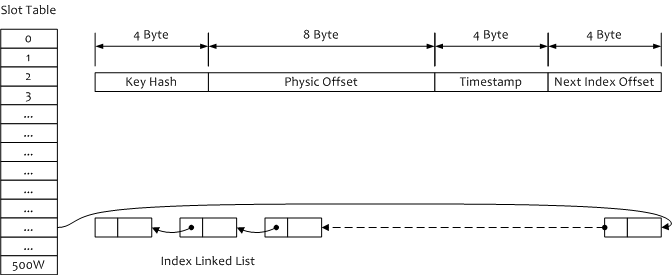 Slot Table
0
1
2
3
...
...
...
...
...
...
...
...
500W
4 Byte
8 Byte
4 Byte
4 Byte
Key Hash
Physic Offset
Timestamp
Next Index Offset
Index Linked List